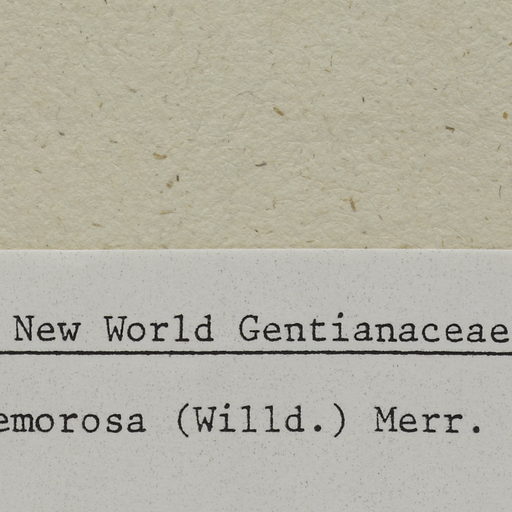 New World Gentianaceae
emorosa (Willd.) Merr.